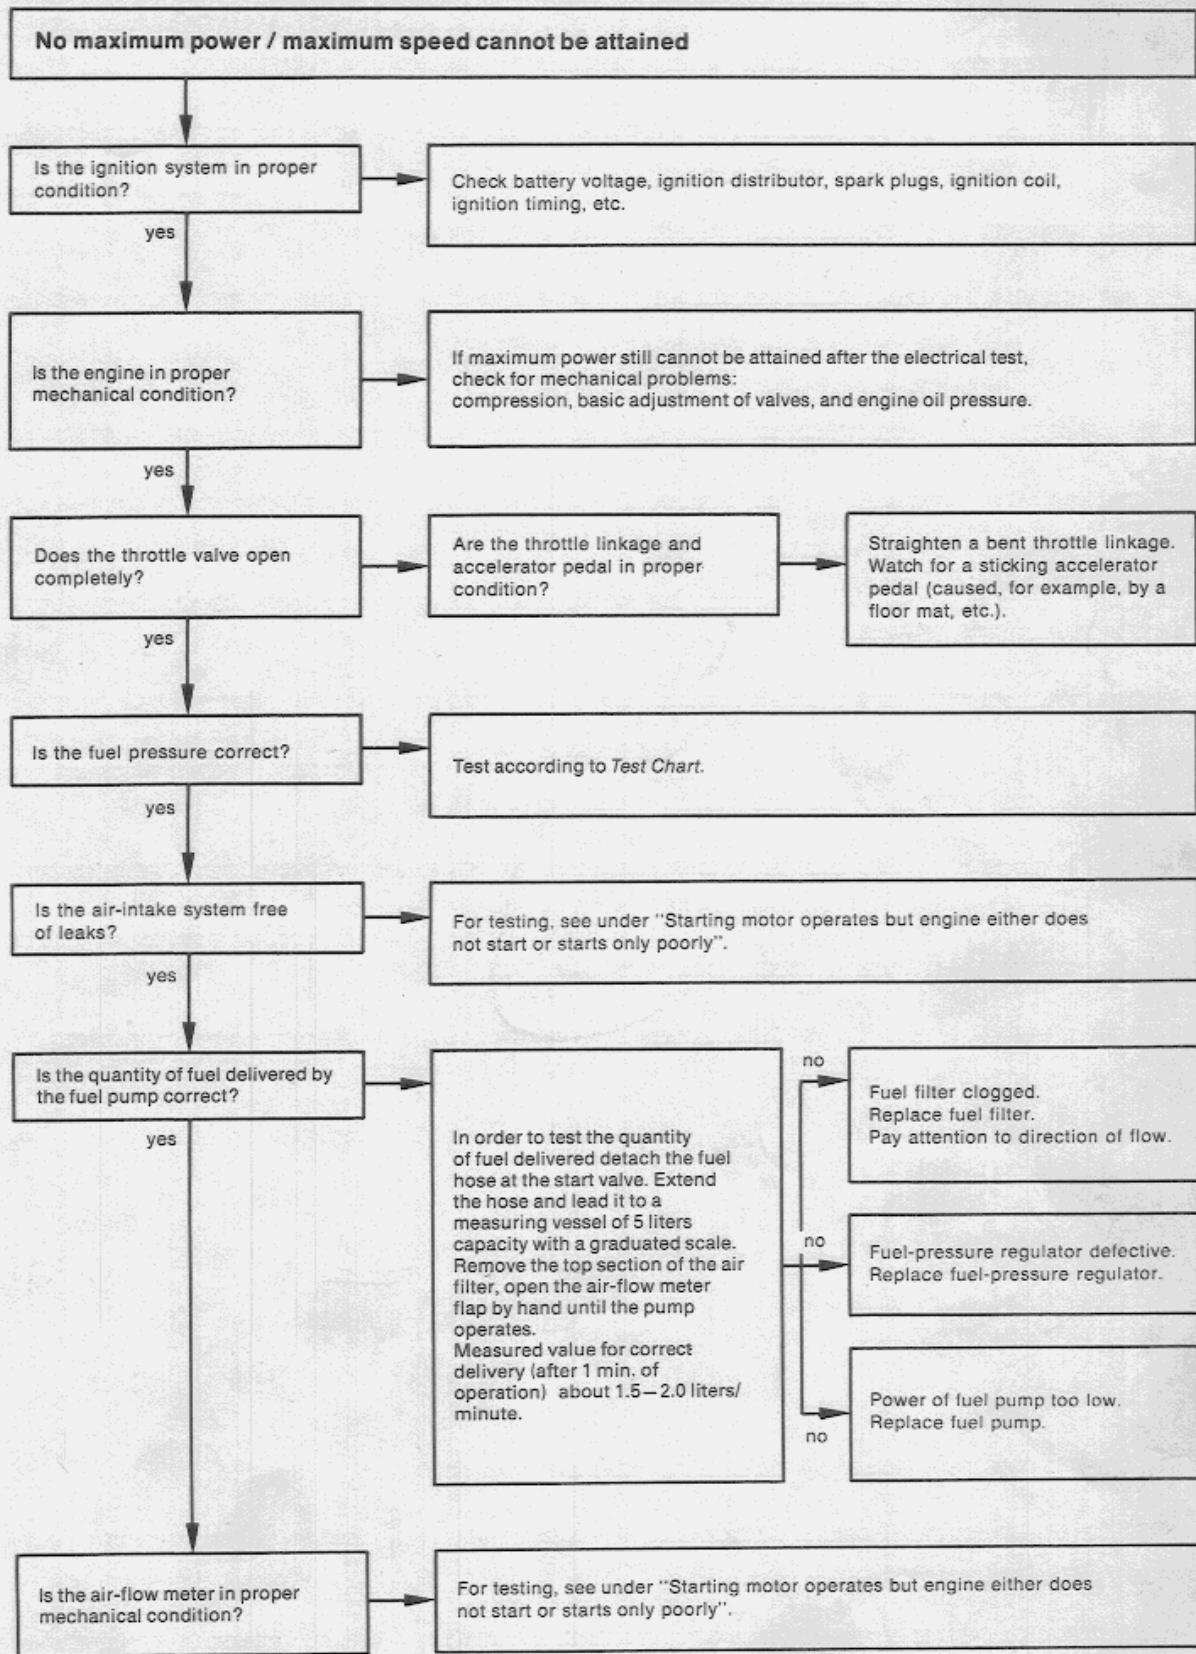 No maximum power / maximum speed cannot be attained
Is the ignition system in proper
condition?
Check battery voltage, ignition distributor, spark plugs, ignition coil,
ignition timing, etc.
yes
Is the engine in proper
mechanical condition?
If maximum power still cannot be attained after the electrical test,
check for mechanical problems:
compression, basic adjustment of valves, and engine oil pressure.
yes
Does the throttle valve open
completely?
Are the throttle linkage and
accelerator pedal in proper
condition?
Straighten a bent throttle linkage.
Watch for a sticking accelerator
pedal (caused, for example, by a
floor mat, etc.).
yes
Is the fuel pressure correct?
Test according to Test Chart.
yes
Is the air-intake system free
of leaks?
For testing, see under "Starting motor operates but engine either does
not start or starts only poorly".
yes
Is the quantity of fuel delivered by
the fuel pump correct?
yes
In order to test the quantity
of fuel delivered detach the fuel
hose at the start valve. Extend
the hose and lead it to a
measuring vessel of 5 liters
capacity with a graduated scale.
Remove the top section of the air
filter, open the air-flow meter
flap by hand until the pump
operates.
Measured value for correct
delivery (after 1 min. of
operation) about 1.5–2.0 liters/
minute.
no
Fuel filter clogged.
Replace fuel filter.
Pay attention to direction of flow.
no
Fuel-pressure regulator defective.
Replace fuel-pressure regulator.
no
Power of fuel pump too low.
Replace fuel pump.
Is the air-flow meter in proper
mechanical condition?
For testing, see under "Starting motor operates but engine either does
not start or starts only poorly".